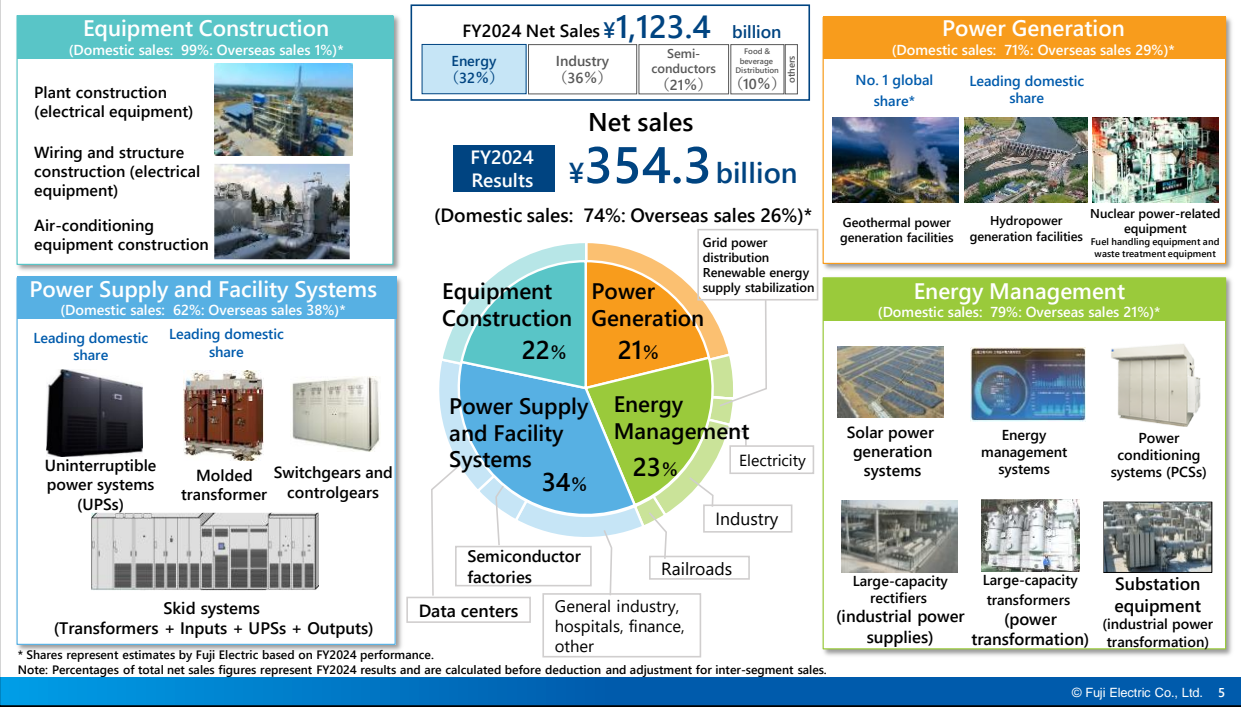 Equipment Construction
(Domestic sales: 99%: Overseas sales 1%)*
Plant construction
(electrical equipment)
Wiring and structure
construction (electrical
equipment)
Air-conditioning
equipment construction
FY2024 Net Sales ¥1,123.4 billion
Energy
(32%)
Industry
(36%)
Semi-
conductors
(21%)
Food &
beverage
Distribution
(10%)
others
Net sales
FY2024
Results
¥354.3 billion
(Domestic sales: 74%: Overseas sales 26%)*
Equipment
Construction
22%
Power
Generation
21%
Power Supply
and Facility
Systems
34%
Energy
Management
23%
Grid power
distribution
Renewable energy
supply stabilization
Electricity
Industry
Railroads
General industry,
hospitals, finance,
other
Semiconductor
factories
Data centers
Power Generation
(Domestic sales: 71%: Overseas sales 29%)*
No. 1 global
share*
Leading domestic
share
Geothermal power
generation facilities
Hydropower
generation facilities
Nuclear power-related
equipment
Fuel handling equipment and
waste treatment equipment
Power Supply and Facility Systems
(Domestic sales: 62%: Overseas sales 38%)*
Leading domestic
share
Leading domestic
share
Uninterruptible
power systems
(UPSs)
Molded
transformer
Switchgears and
controlgears
Skid systems
(Transformers + Inputs + UPSs + Outputs)
Energy Management
(Domestic sales: 79%: Overseas sales 21%)*
Solar power
generation
systems
Energy
management
systems
Power
conditioning
systems (PCSs)
Large-capacity
rectifiers
(industrial power
supplies)
Large-capacity
transformers
(power
transformation)
Substation
equipment
(industrial power
transformation)
* Shares represent estimates by Fuji Electric based on FY2024 performance.
Note: Percentages of total net sales figures represent FY2024 results and are calculated before deduction and adjustment for inter-segment sales.
© Fuji Electric Co., Ltd. 5